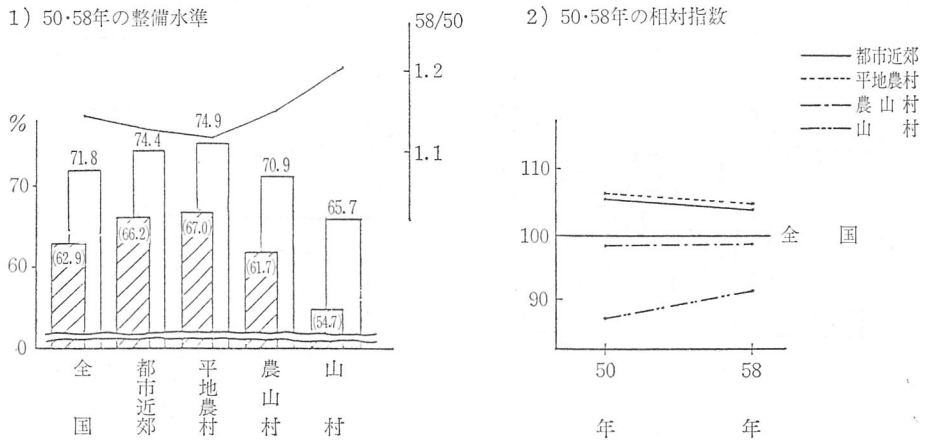 1) 50・58年の整備水準
58/50
1.2
1.1
%
70
60
0
71.8
74.4
74.9
70.9
65.7
(62.9)
(66.2)
(67.0)
(61.7)
(54.7)
全国
都市近郊
平地農村
農山村
山村
2) 50・58年の相対指数
都市近郊
平地農村
農山村
山村
110
100
90
全国
50年
58年